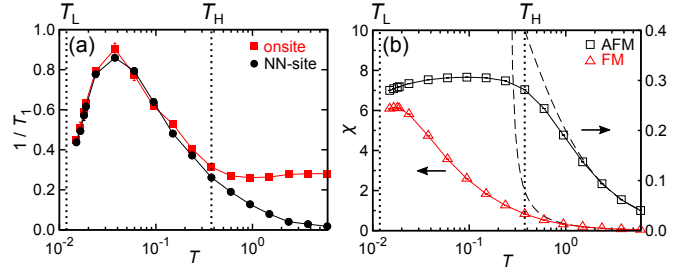 T_L T_H T_L T_H
(a) onsite NN-site
(b) AFM FM
1.0 0.8 0.6 0.4 0.2 0.0
1 / T_1
10 8 6 4 2 0
χ
0.4 0.3 0.2 0.1 0.0
10^-2 10^-1 10^0
T
10^-2 10^-1 10^0
T